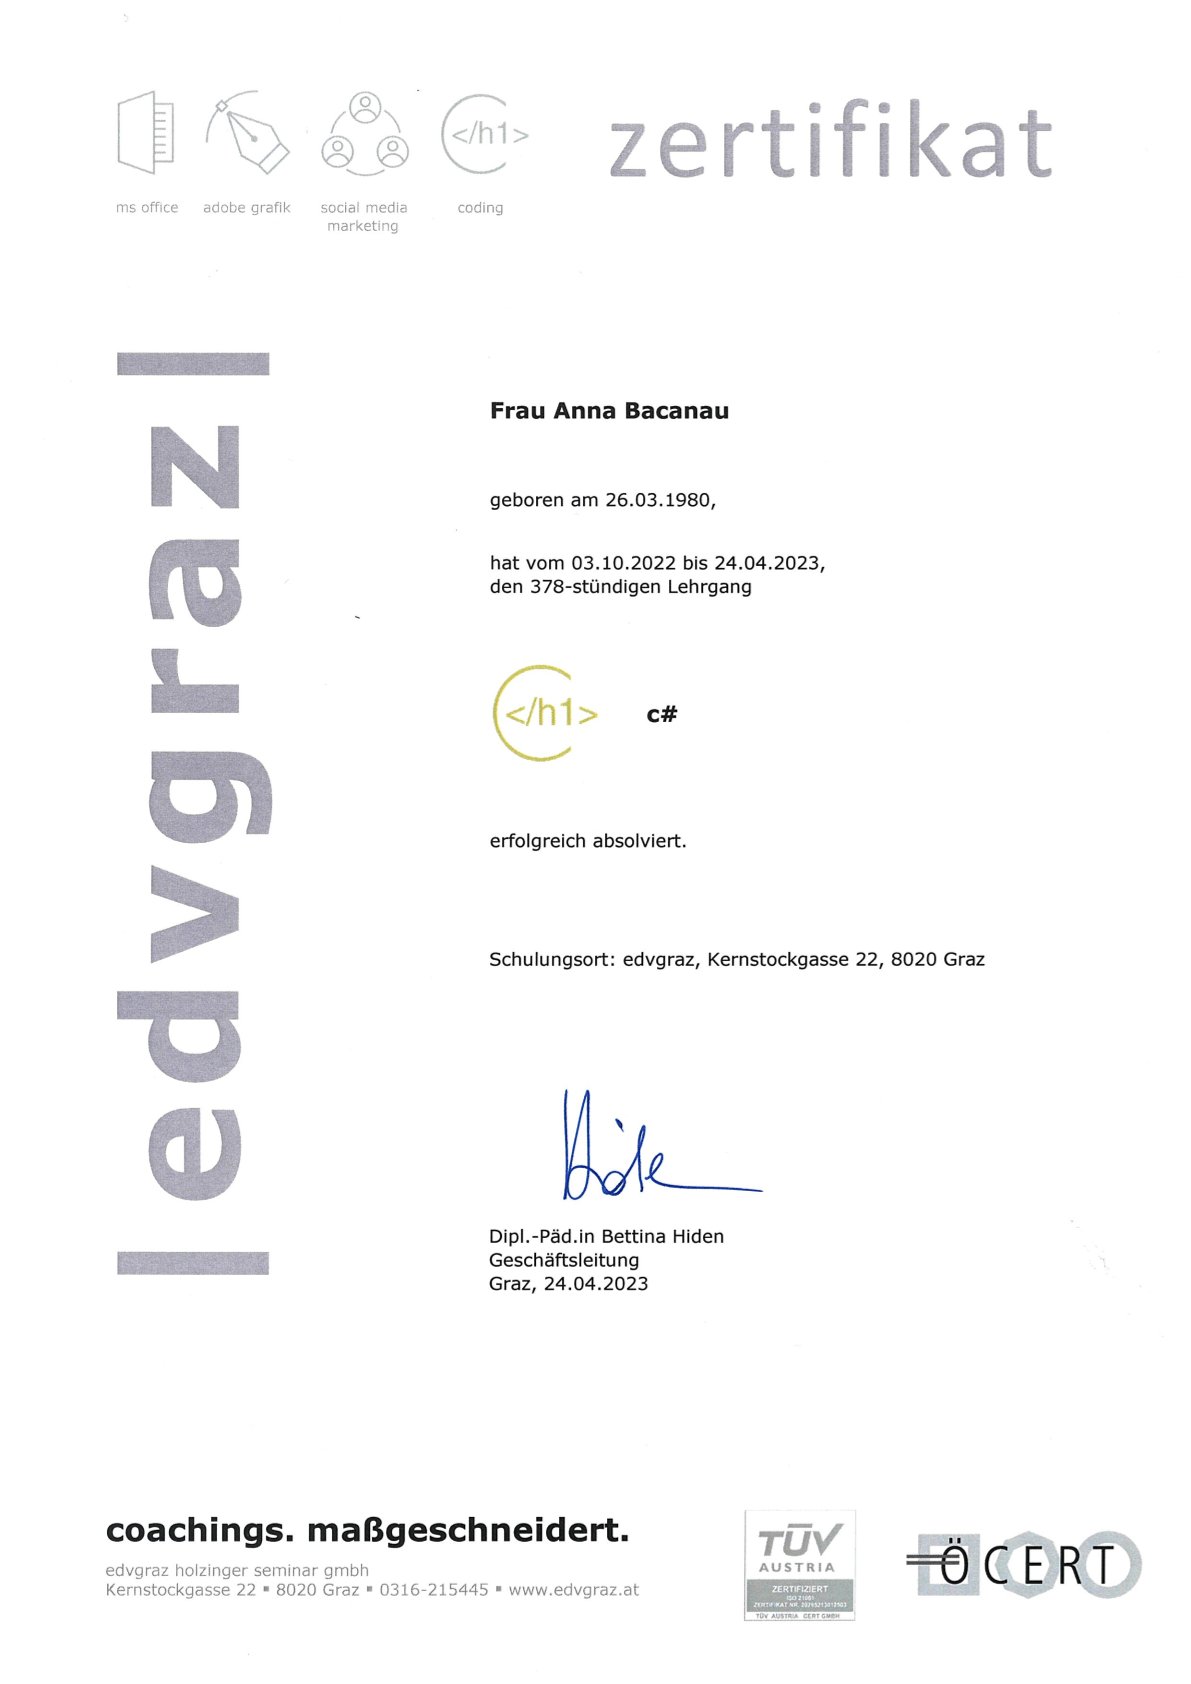 </h1>
zertifikat
ms office
adobe grafik
social media
marketing
coding
|edvgraz|
Frau Anna Bacanau
geboren am 26.03.1980,
hat vom 03.10.2022 bis 24.04.2023,
den 378-stündigen Lehrgang
</h1> c#
erfolgreich absolviert.
Schulungsort: edvgraz, Kernstockgasse 22, 8020 Graz
Dipl.-Päd.in Bettina Hiden
Geschäftsleitung
Graz, 24.04.2023
coachings. maßgeschneidert.
edvgraz holzinger seminar gmbh
Kernstockgasse 22 ▪ 8020 Graz ▪ 0316-215445 ▪ www.edvgraz.at
TÜV
AUSTRIA
ZERTIFIZIERT
ISO 21001
ZERTIFIKAT NR.
TÜV AUSTRIA CERT GMBH
ÖCERT